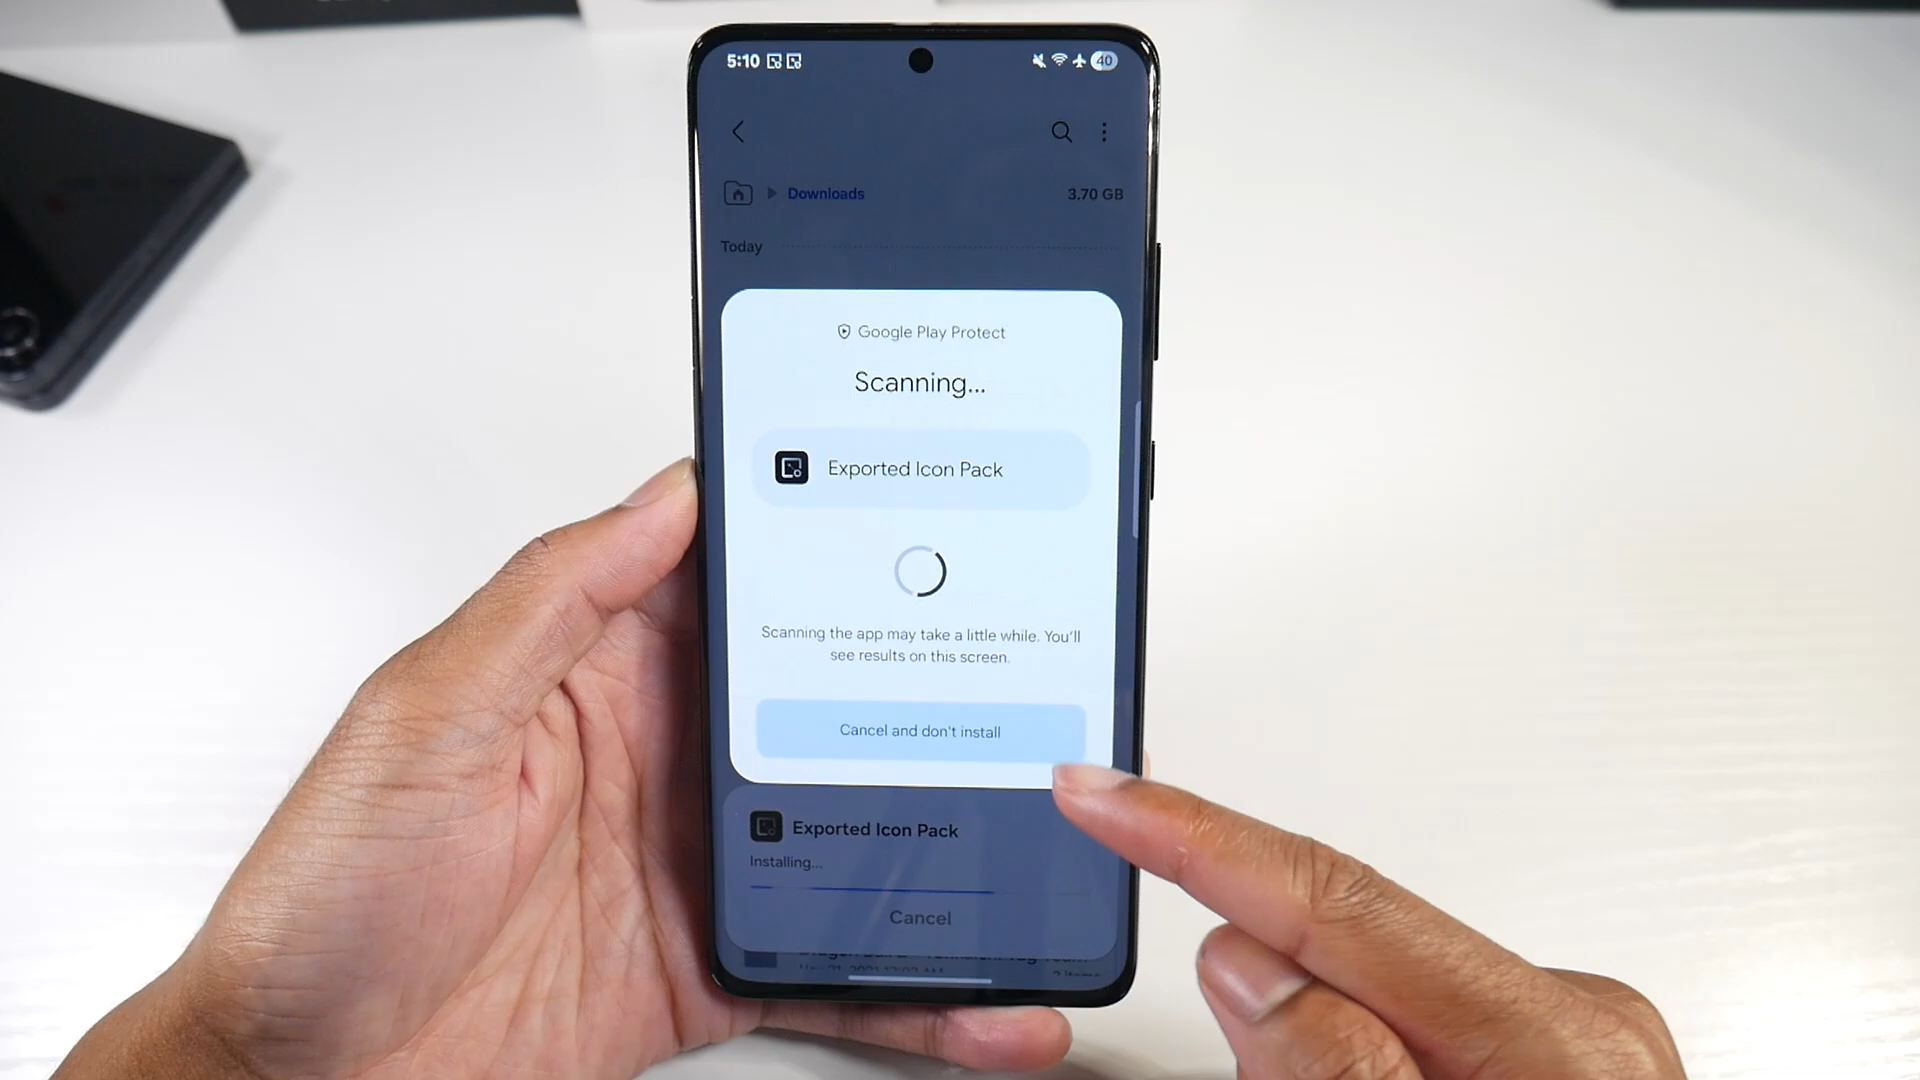 5:10
40
Downloads
3.70 GB
Today
Google Play Protect
Scanning...
Exported Icon Pack
Scanning the app may take a little while. You'll
see results on this screen.
Cancel and don't install
Exported Icon Pack
Installing...
Cancel